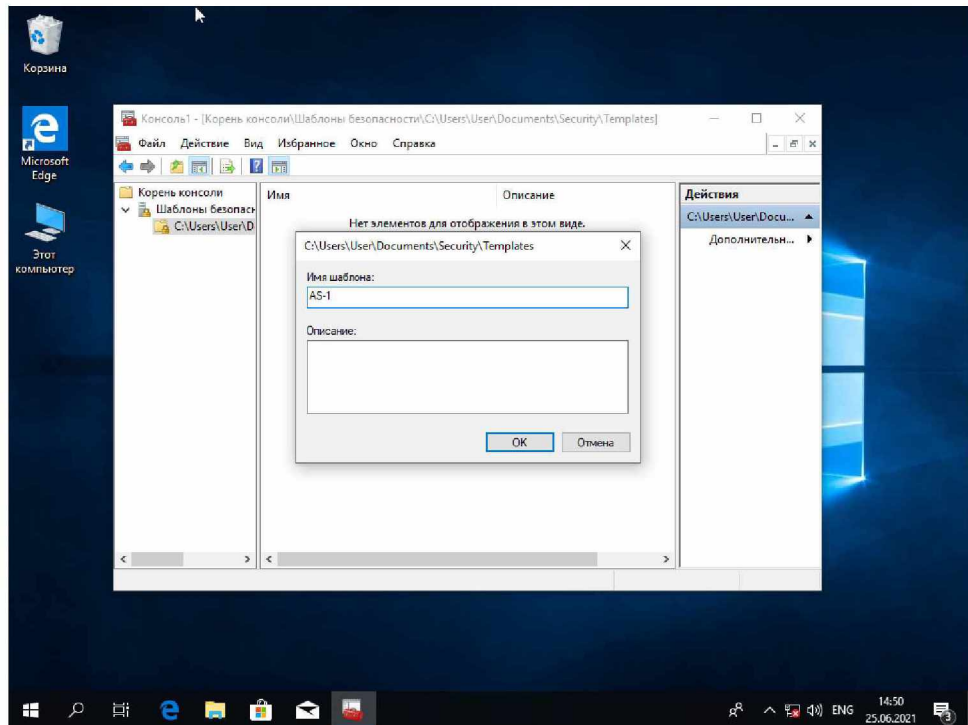 Корзина
Microsoft
Edge
Этот
компьютер
Консоль1 - [Корень консоли\Шаблоны безопасности\C:\Users\User\Documents\Security\Templates]
Файл Действие Вид Избранное Окно Справка
Корень консоли
Шаблоны безопасн
C:\Users\User\D
Имя Описание
Нет элементов для отображения в этом виде.
Действия
C:\Users\User\Docu...
Дополнительн...
C:\Users\User\Documents\Security\Templates
Имя шаблона:
AS-1
Описание:
OK Отмена
ENG
14:50
25.06.2021
3